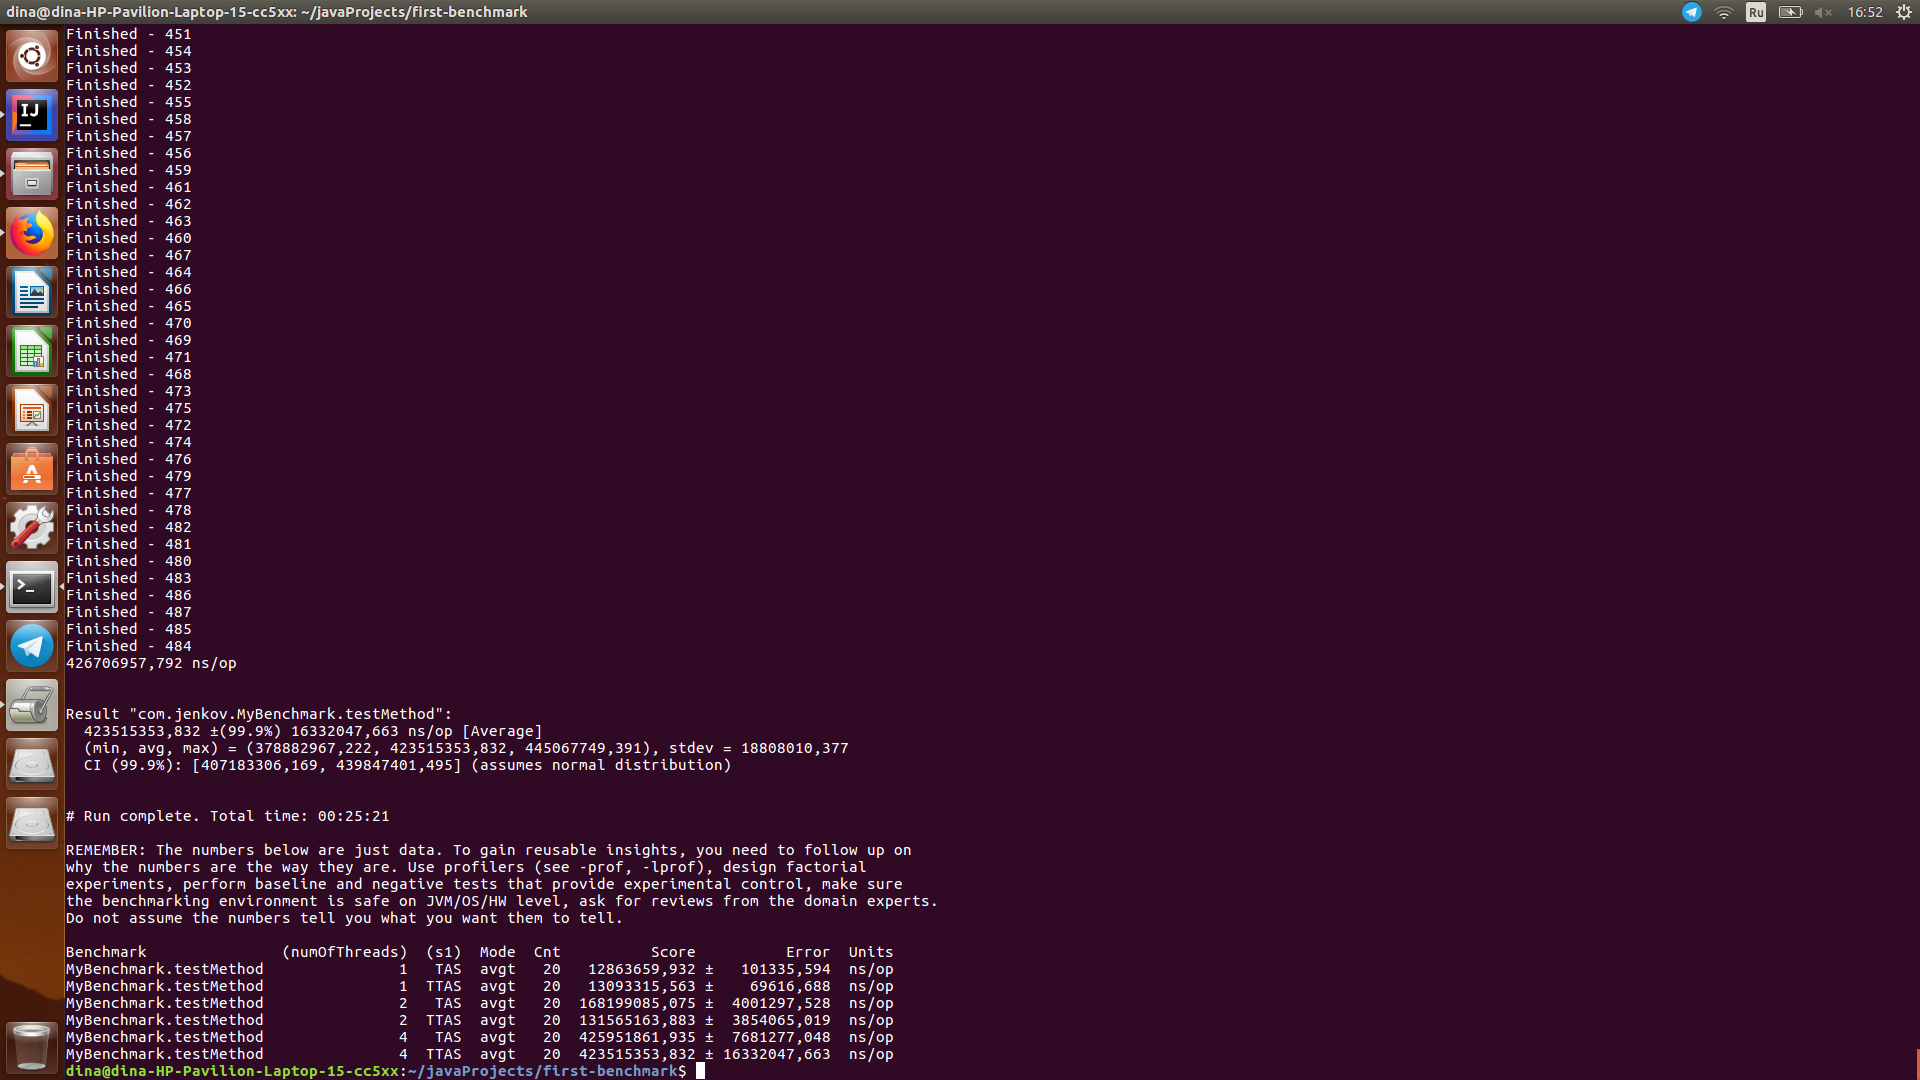 dina@dina-HP-Pavilion-Laptop-15-cc5xx: ~/javaProjects/first-benchmark
Ru
16:52
Finished - 451
Finished - 454
Finished - 453
Finished - 452
Finished - 455
Finished - 458
Finished - 457
Finished - 456
Finished - 459
Finished - 461
Finished - 462
Finished - 463
Finished - 460
Finished - 467
Finished - 464
Finished - 466
Finished - 465
Finished - 470
Finished - 469
Finished - 471
Finished - 468
Finished - 473
Finished - 475
Finished - 472
Finished - 474
Finished - 476
Finished - 479
Finished - 477
Finished - 478
Finished - 482
Finished - 481
Finished - 480
Finished - 483
Finished - 486
Finished - 487
Finished - 485
Finished - 484
426706957,792 ns/op
Result "com.jenkov.MyBenchmark.testMethod":
423515353,832 ±(99.9%) 16332047,663 ns/op [Average]
(min, avg, max) = (378882967,222, 423515353,832, 445067749,391), stdev = 18808010,377
CI (99.9%): [407183306,169, 439847401,495] (assumes normal distribution)
# Run complete. Total time: 00:25:21
REMEMBER: The numbers below are just data. To gain reusable insights, you need to follow up on
why the numbers are the way they are. Use profilers (see -prof, -lprof), design factorial
experiments, perform baseline and negative tests that provide experimental control, make sure
the benchmarking environment is safe on JVM/OS/HW level, ask for reviews from the domain experts.
Do not assume the numbers tell you what you want them to tell.
Benchmark (numOfThreads) (s1) Mode Cnt Score Error Units
MyBenchmark.testMethod 1 TAS avgt 20 12863659,932 ± 101335,594 ns/op
MyBenchmark.testMethod 1 TTAS avgt 20 13093315,563 ± 69616,688 ns/op
MyBenchmark.testMethod 2 TAS avgt 20 168199085,075 ± 4001297,528 ns/op
MyBenchmark.testMethod 2 TTAS avgt 20 131565163,883 ± 3854065,019 ns/op
MyBenchmark.testMethod 4 TAS avgt 20 425951861,935 ± 7681277,048 ns/op
MyBenchmark.testMethod 4 TTAS avgt 20 423515353,832 ± 16332047,663 ns/op
dina@dina-HP-Pavilion-Laptop-15-cc5xx:~/javaProjects/first-benchmark$
IJ